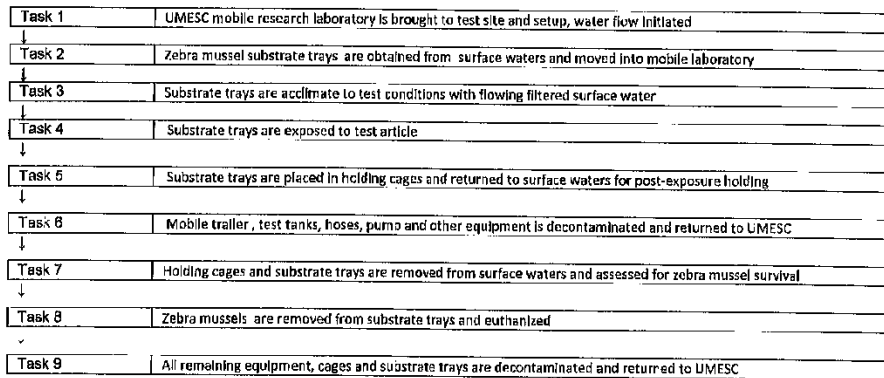 Task 1 UMESC mobile research laboratory is brought to test site and setup, water flow initiated
Task 2 Zebra mussel substrate trays are obtained from surface waters and moved into mobile laboratory
Task 3 Substrate trays are acclimate to test conditions with flowing filtered surface water
Task 4 Substrate trays are exposed to test article
Task 5 Substrate trays are placed in holding cages and returned to surface waters for post-exposure holding
Task 6 Mobile trailer , test tanks, hoses, pump and other equipment is decontaminated and returned to UMESC
Task 7 Holding cages and substrate trays are removed from surface waters and assessed for zebra mussel survival
Task 8 Zebra mussels are removed from substrate trays and euthanized
Task 9 All remaining equipment, cages and substrate trays are decontaminated and returned to UMESC